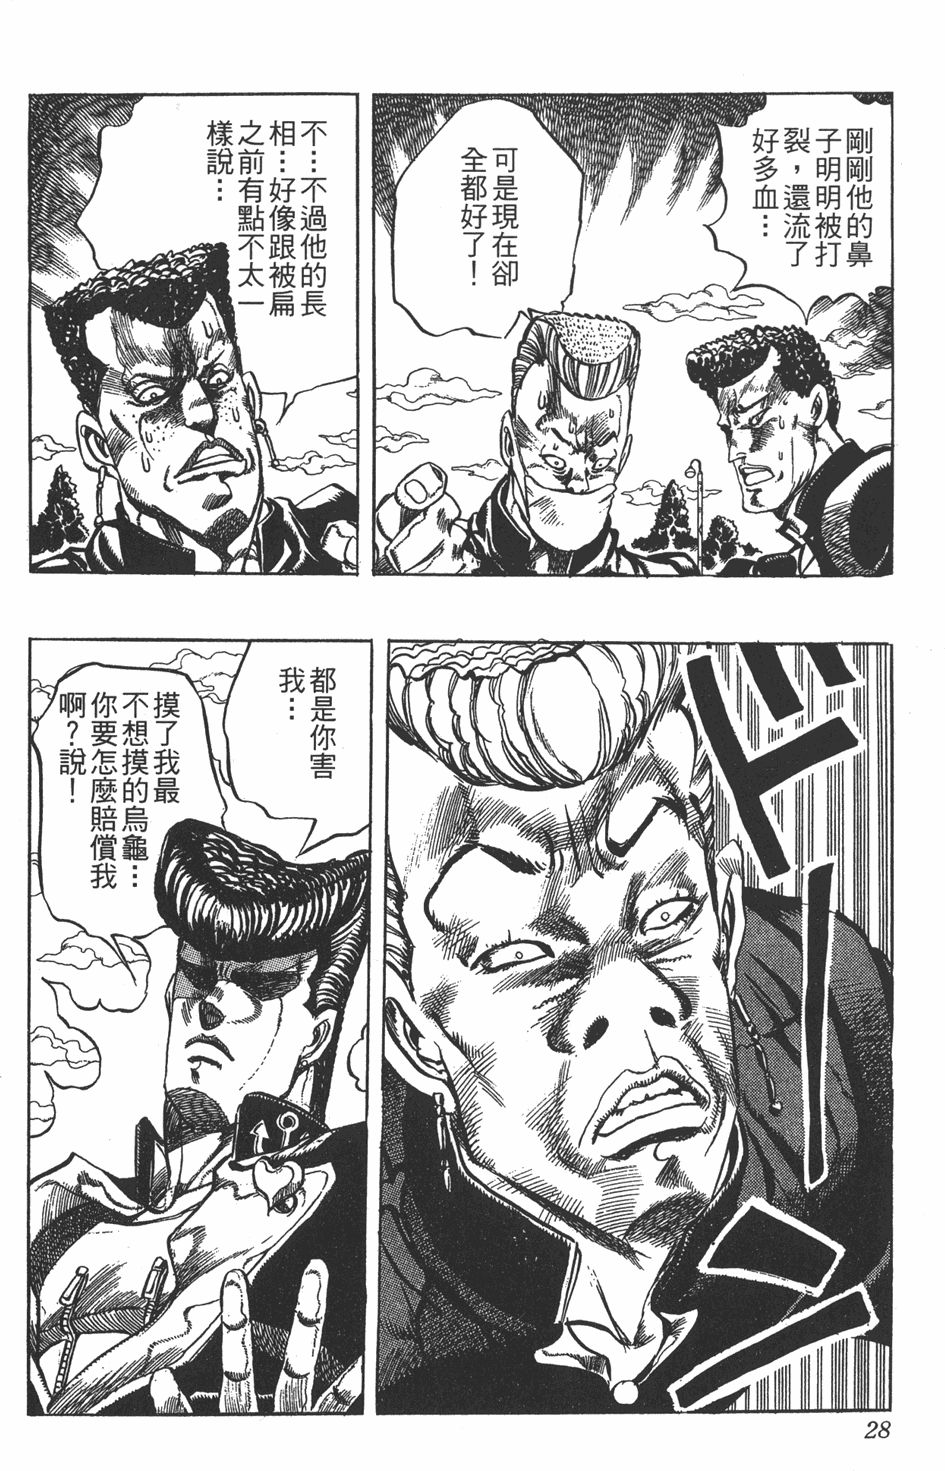 剛剛他的鼻
子明明被打
裂，還流了
好多血…
可是現在卻
全都好了！
不…不過他的長
相…好像跟被扁
之前有點不太一
樣說…
ドーン
都是你害
我…
摸了我最
不想摸的烏龜…
你要怎麼賠償我
啊？說！
28